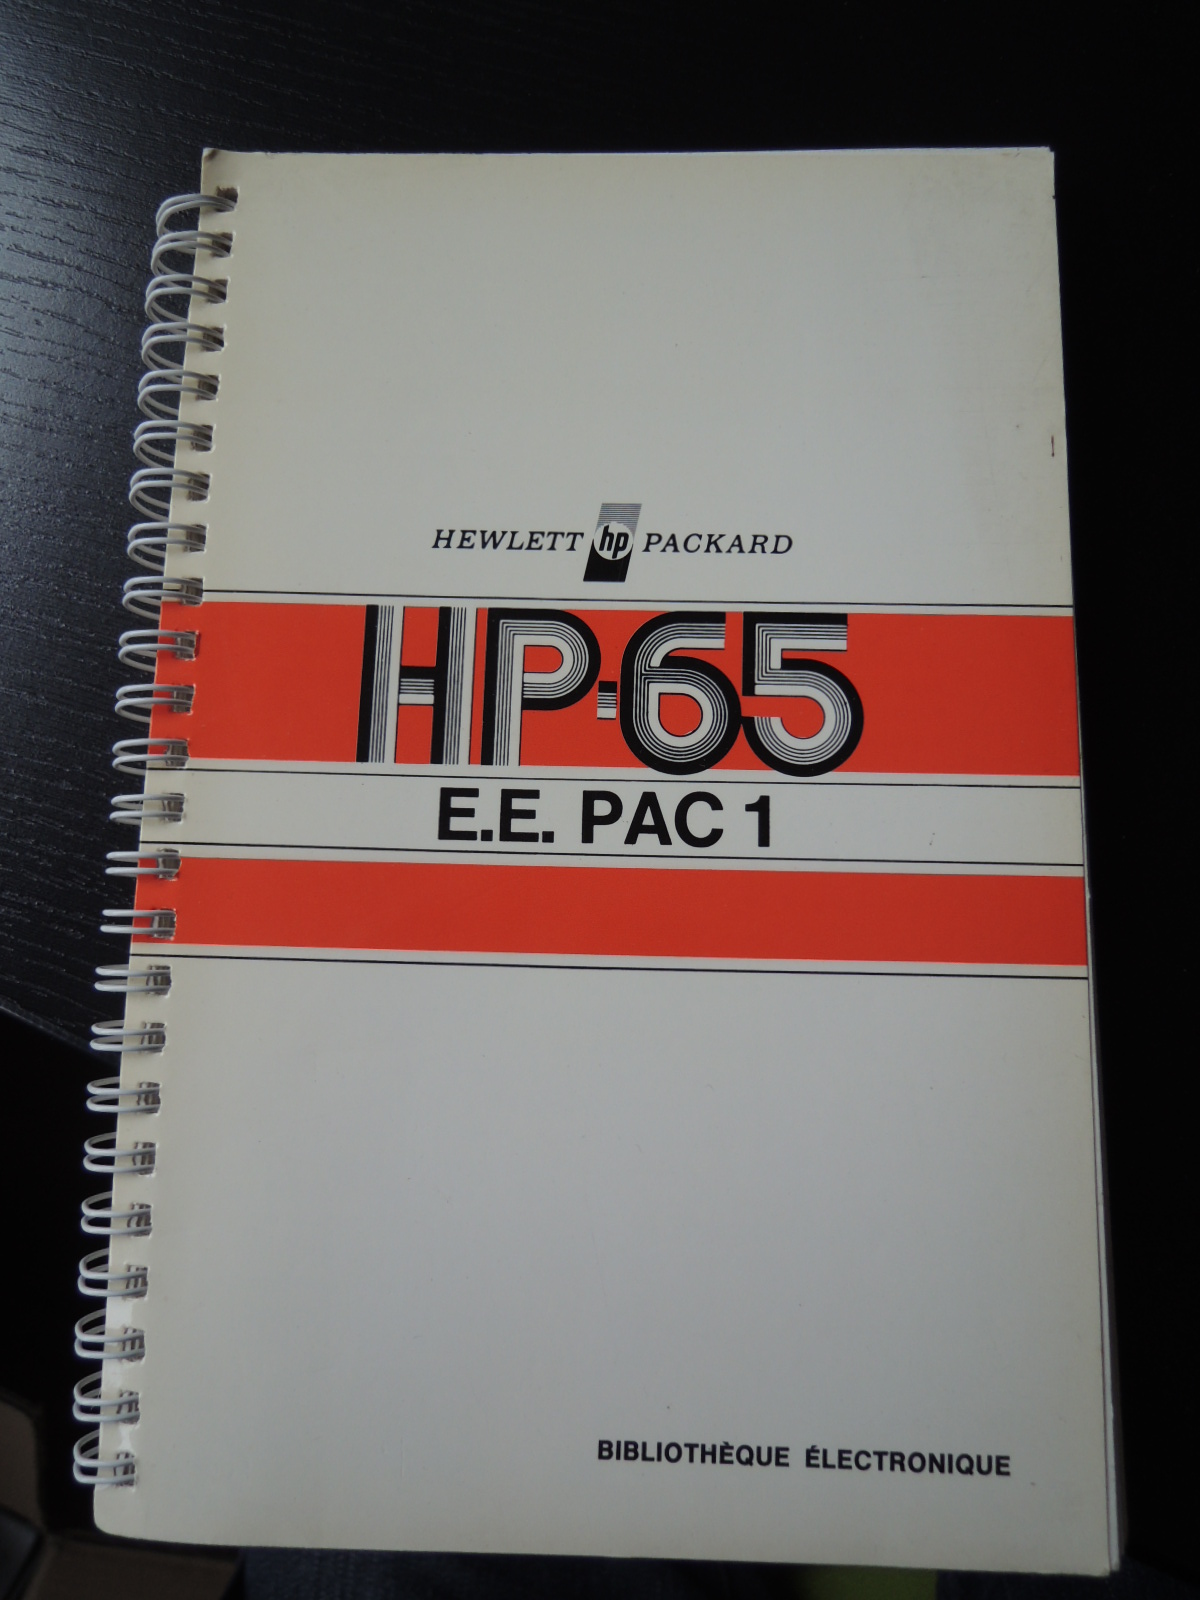 HEWLETT hp PACKARD
HP-65
E.E. PAC 1
BIBLIOTHÈQUE ÉLECTRONIQUE